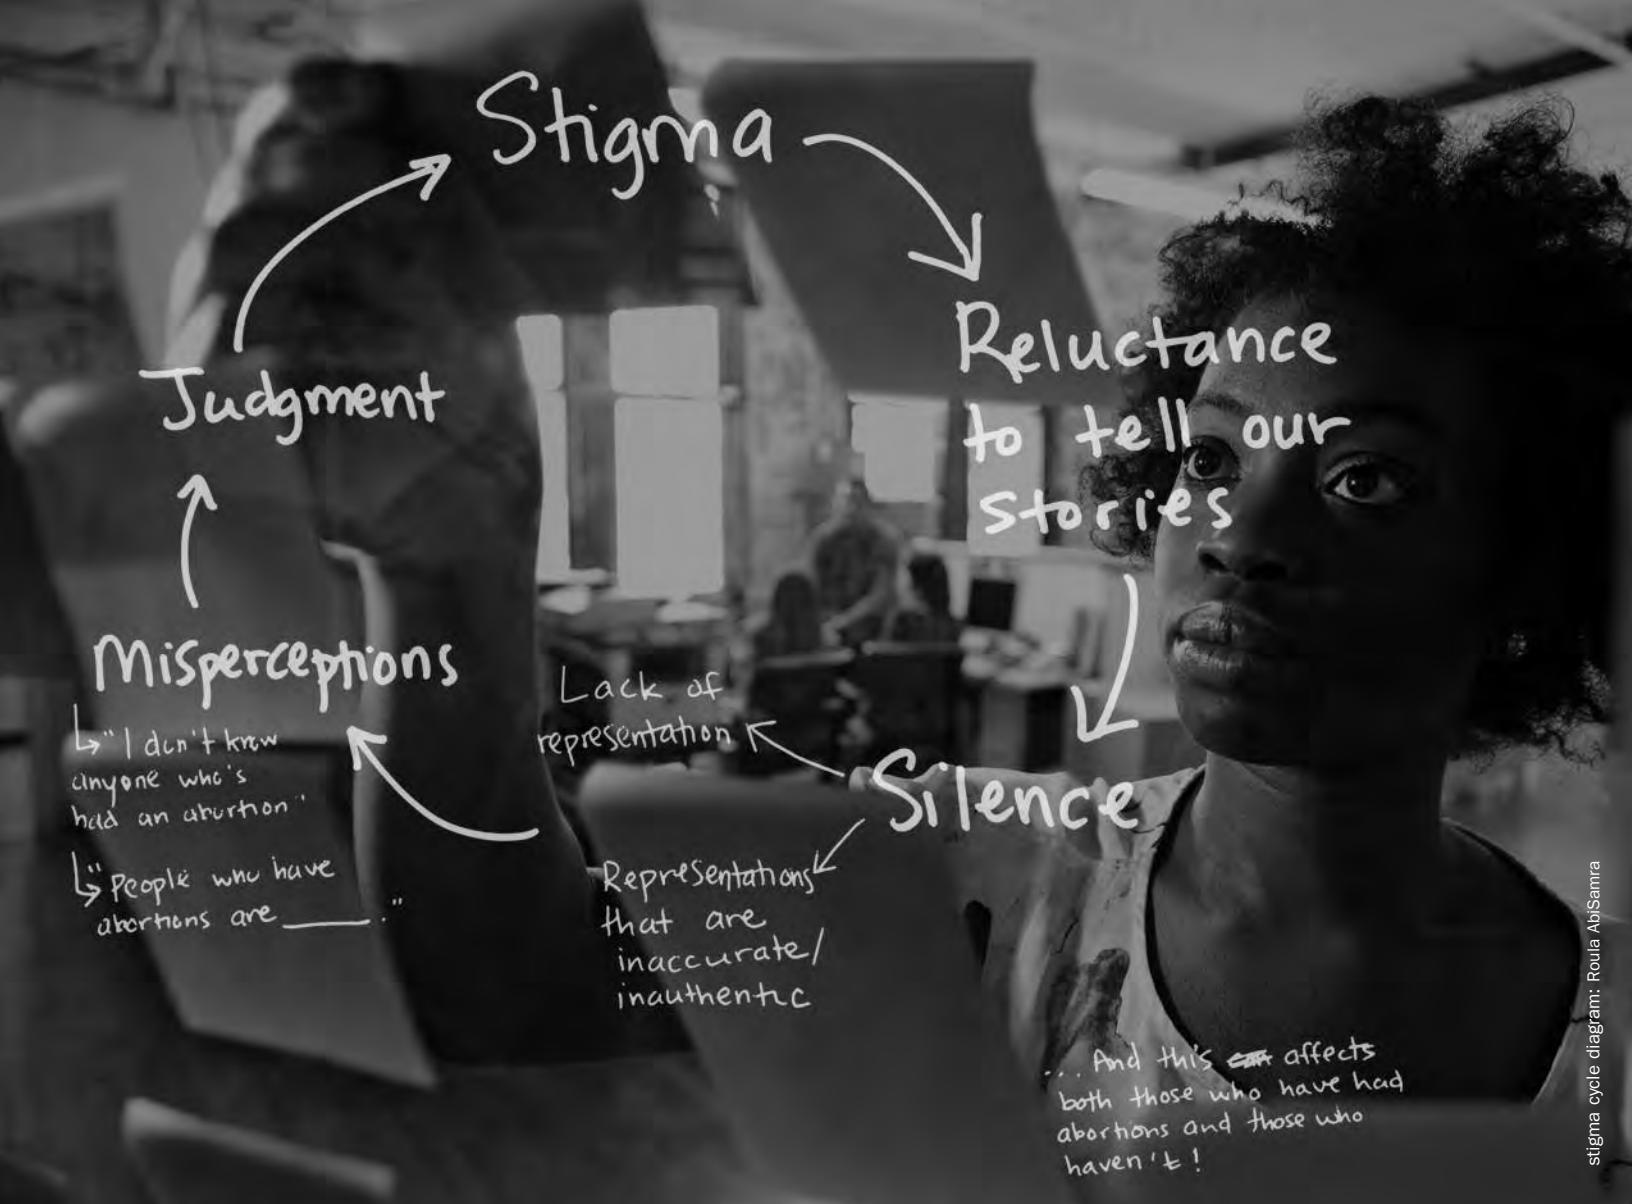 Stigma
Reluctance
to tell our
stories
Silence
Lack of
representation
Representations
that are
inaccurate/
inauthentic
Misperceptions
"I don't know
anyone who's
had an abortion"
"People who have
abortions are ______."
Judgment
...And this affects
both those who have had
abortions and those who
haven't!
stigma cycle diagram: Roula AbiSamra